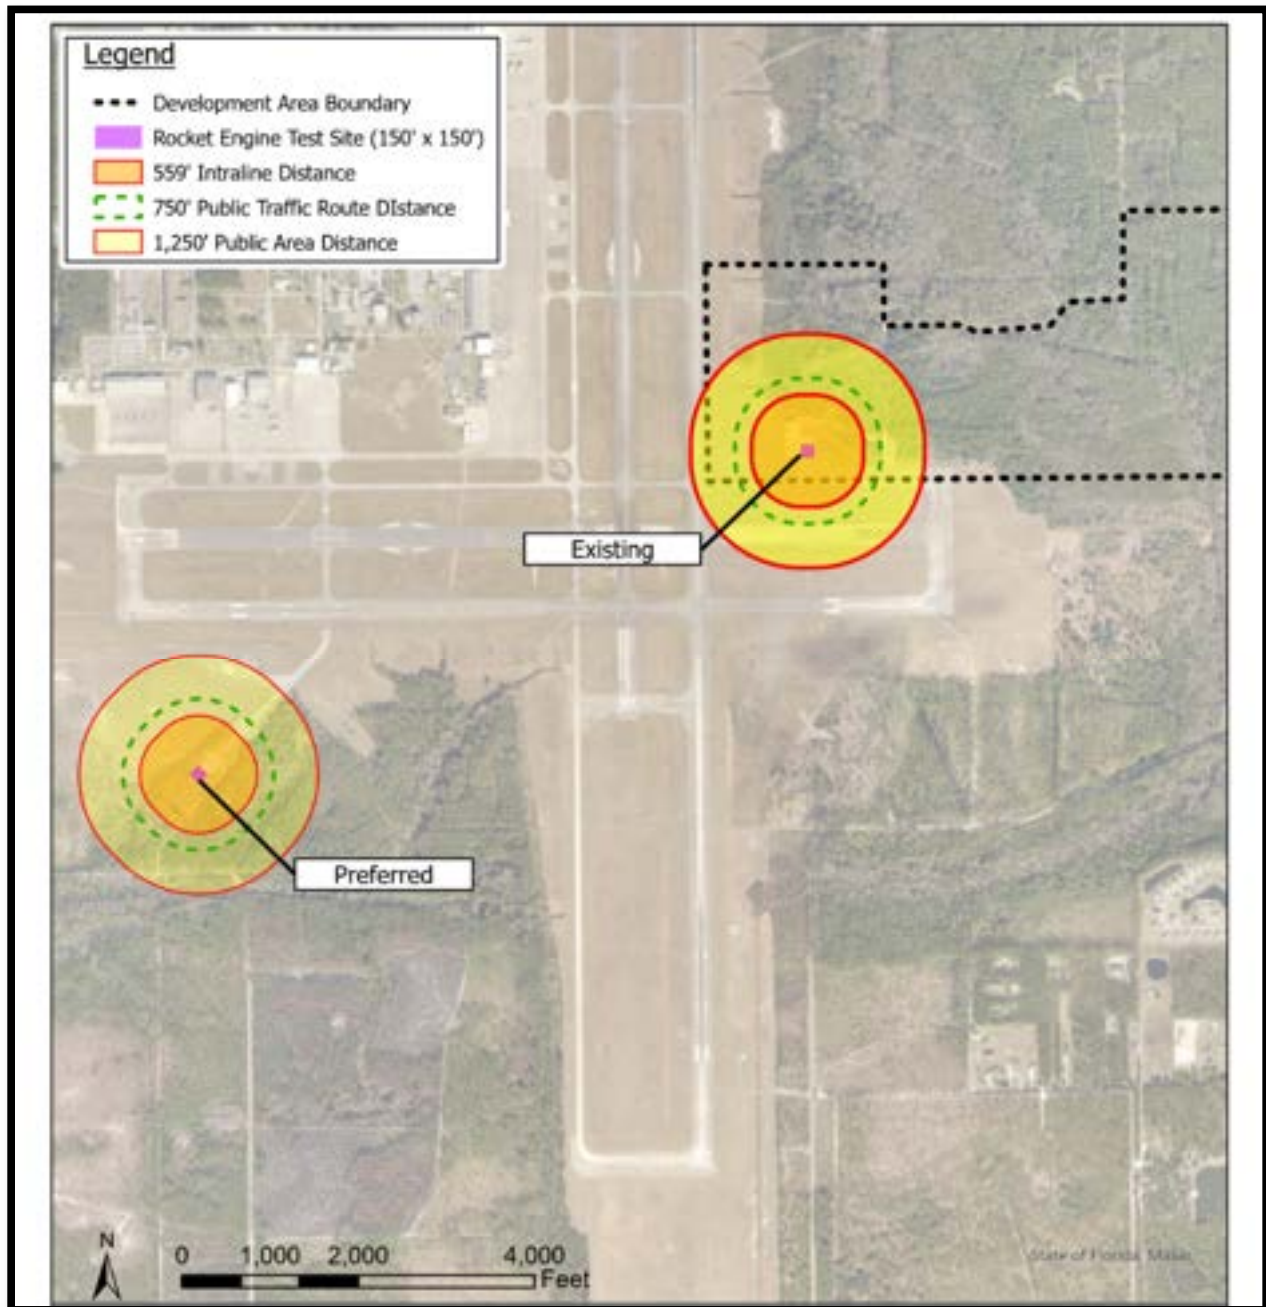 Legend
Development Area Boundary
Rocket Engine Test Site (150' x 150')
559' Intraline Distance
750' Public Traffic Route DIstance
1,250' Public Area Distance
Existing
Preferred
N
0 1,000 2,000 4,000
Feet
State of Florida, Maxar